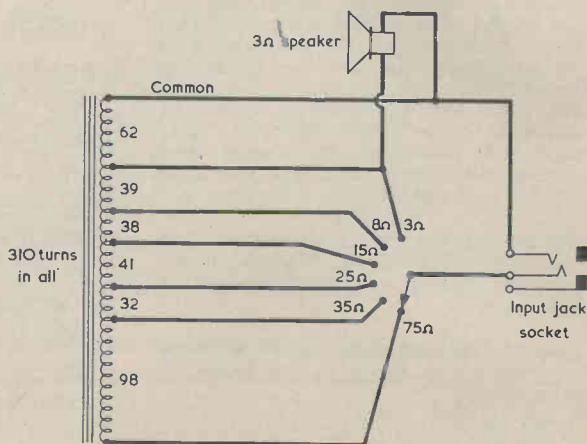 3Ω speaker
Common
62
39
38
41
32
98
310 turns
in all
8Ω
3Ω
15Ω
25Ω
35Ω
75Ω
Input jack
socket